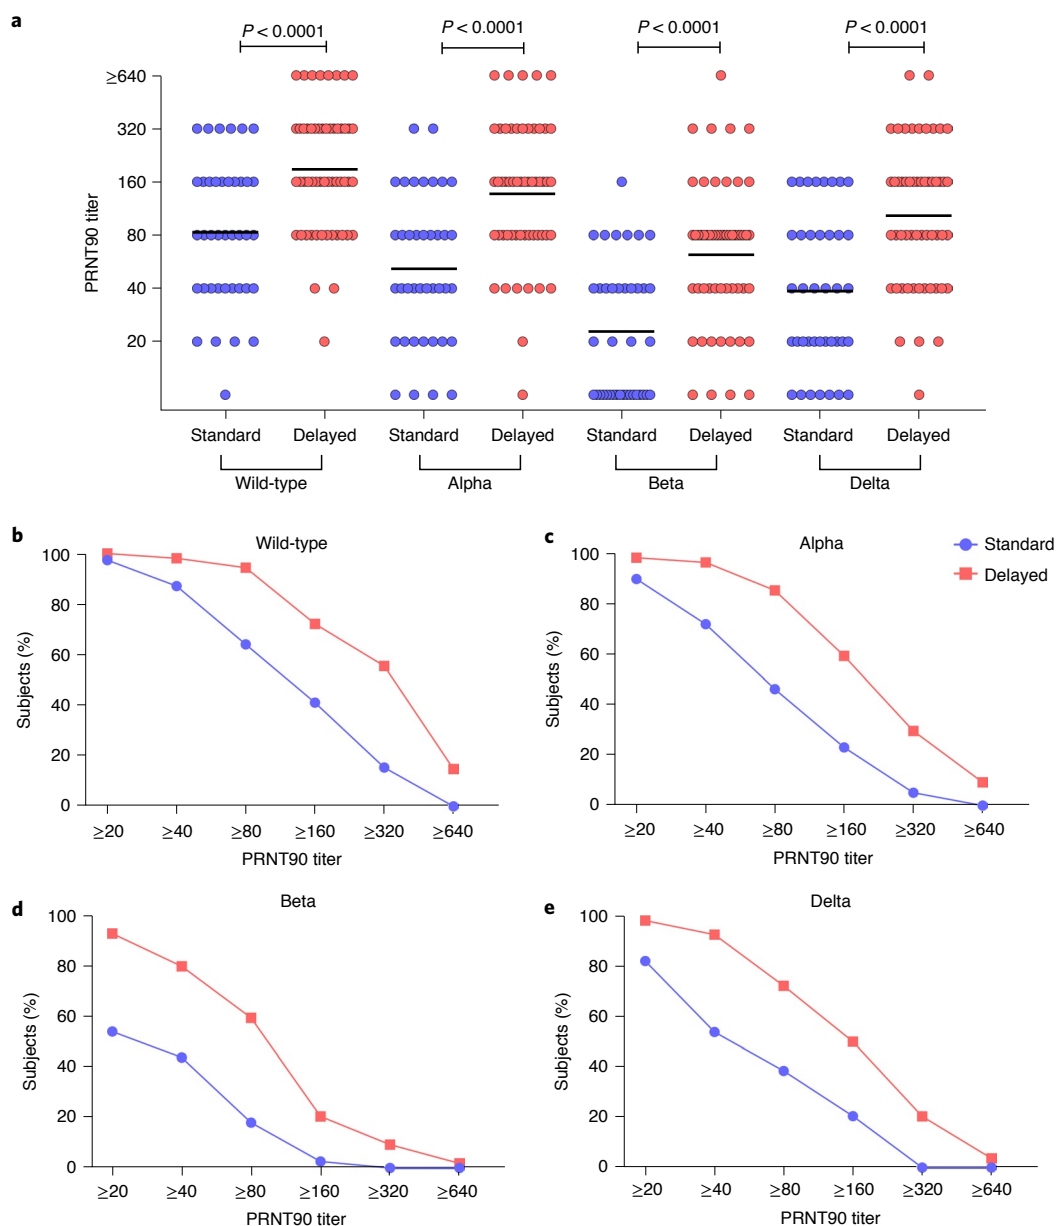 a
P < 0.0001 P < 0.0001 P < 0.0001 P < 0.0001
PRNT90 titer
≥640
320
160
80
40
20
Standard Delayed Standard Delayed Standard Delayed Standard Delayed
Wild-type Alpha Beta Delta
b
Wild-type
Subjects (%)
100
80
60
40
20
0
≥20 ≥40 ≥80 ≥160 ≥320 ≥640
PRNT90 titer
c
Alpha
Standard
Delayed
Subjects (%)
100
80
60
40
20
0
≥20 ≥40 ≥80 ≥160 ≥320 ≥640
PRNT90 titer
d
Beta
Subjects (%)
100
80
60
40
20
0
≥20 ≥40 ≥80 ≥160 ≥320 ≥640
PRNT90 titer
e
Delta
Subjects (%)
100
80
60
40
20
0
≥20 ≥40 ≥80 ≥160 ≥320 ≥640
PRNT90 titer